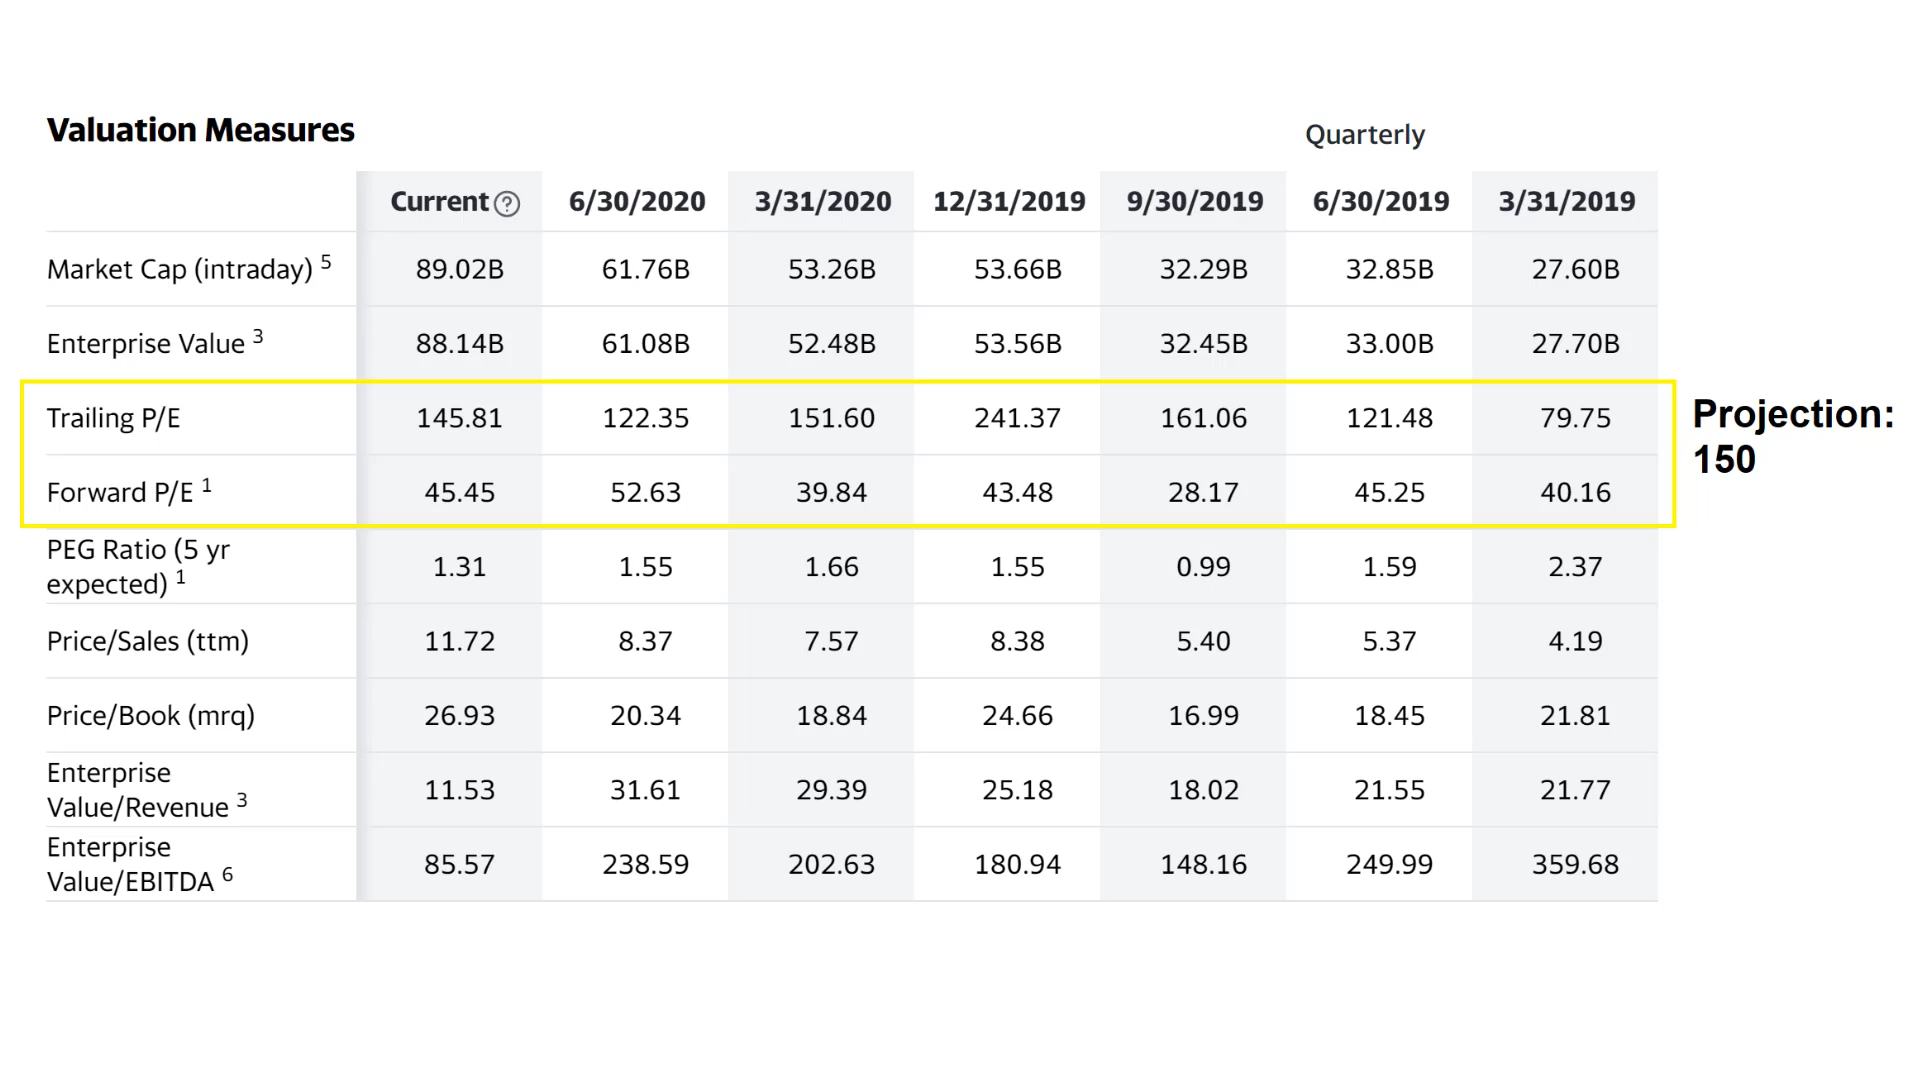 Valuation Measures
Quarterly
Current ? 6/30/2020 3/31/2020 12/31/2019 9/30/2019 6/30/2019 3/31/2019
Market Cap (intraday) 5 89.02B 61.76B 53.26B 53.66B 32.29B 32.85B 27.60B
Enterprise Value 3 88.14B 61.08B 52.48B 53.56B 32.45B 33.00B 27.70B
Trailing P/E 145.81 122.35 151.60 241.37 161.06 121.48 79.75
Forward P/E 1 45.45 52.63 39.84 43.48 28.17 45.25 40.16
Projection:
150
PEG Ratio (5 yr
expected) 1 1.31 1.55 1.66 1.55 0.99 1.59 2.37
Price/Sales (ttm) 11.72 8.37 7.57 8.38 5.40 5.37 4.19
Price/Book (mrq) 26.93 20.34 18.84 24.66 16.99 18.45 21.81
Enterprise
Value/Revenue 3 11.53 31.61 29.39 25.18 18.02 21.55 21.77
Enterprise
Value/EBITDA 6 85.57 238.59 202.63 180.94 148.16 249.99 359.68